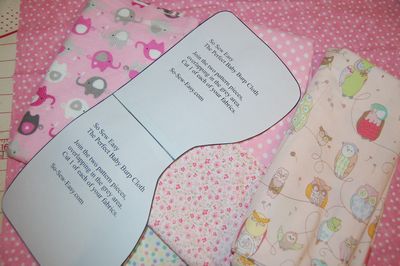 So Sew Easy
The Perfect Baby Burp Cloth
Join the two pattern pieces,
overlapping in the grey area.
Cut 1 of each of your fabrics.
So-Sew-Easy.com
So Sew Easy
The Perfect Baby Burp Cloth
Join the two pattern pieces,
overlapping in the grey area.
Cut 1 of each of your fabrics.
So-Sew-Easy.com